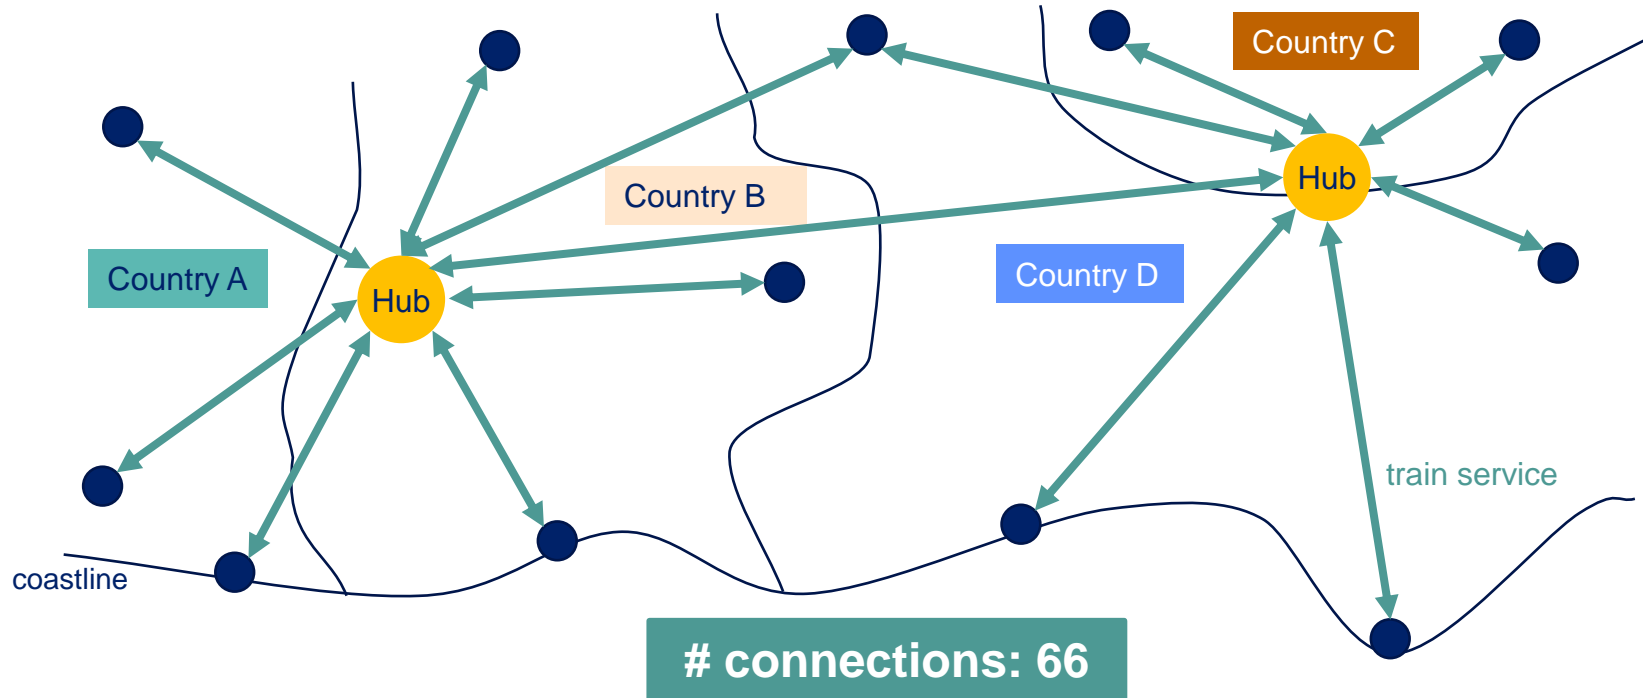 Country C
Hub
Country B
Country A
Country D
Hub
train service
coastline
# connections: 66